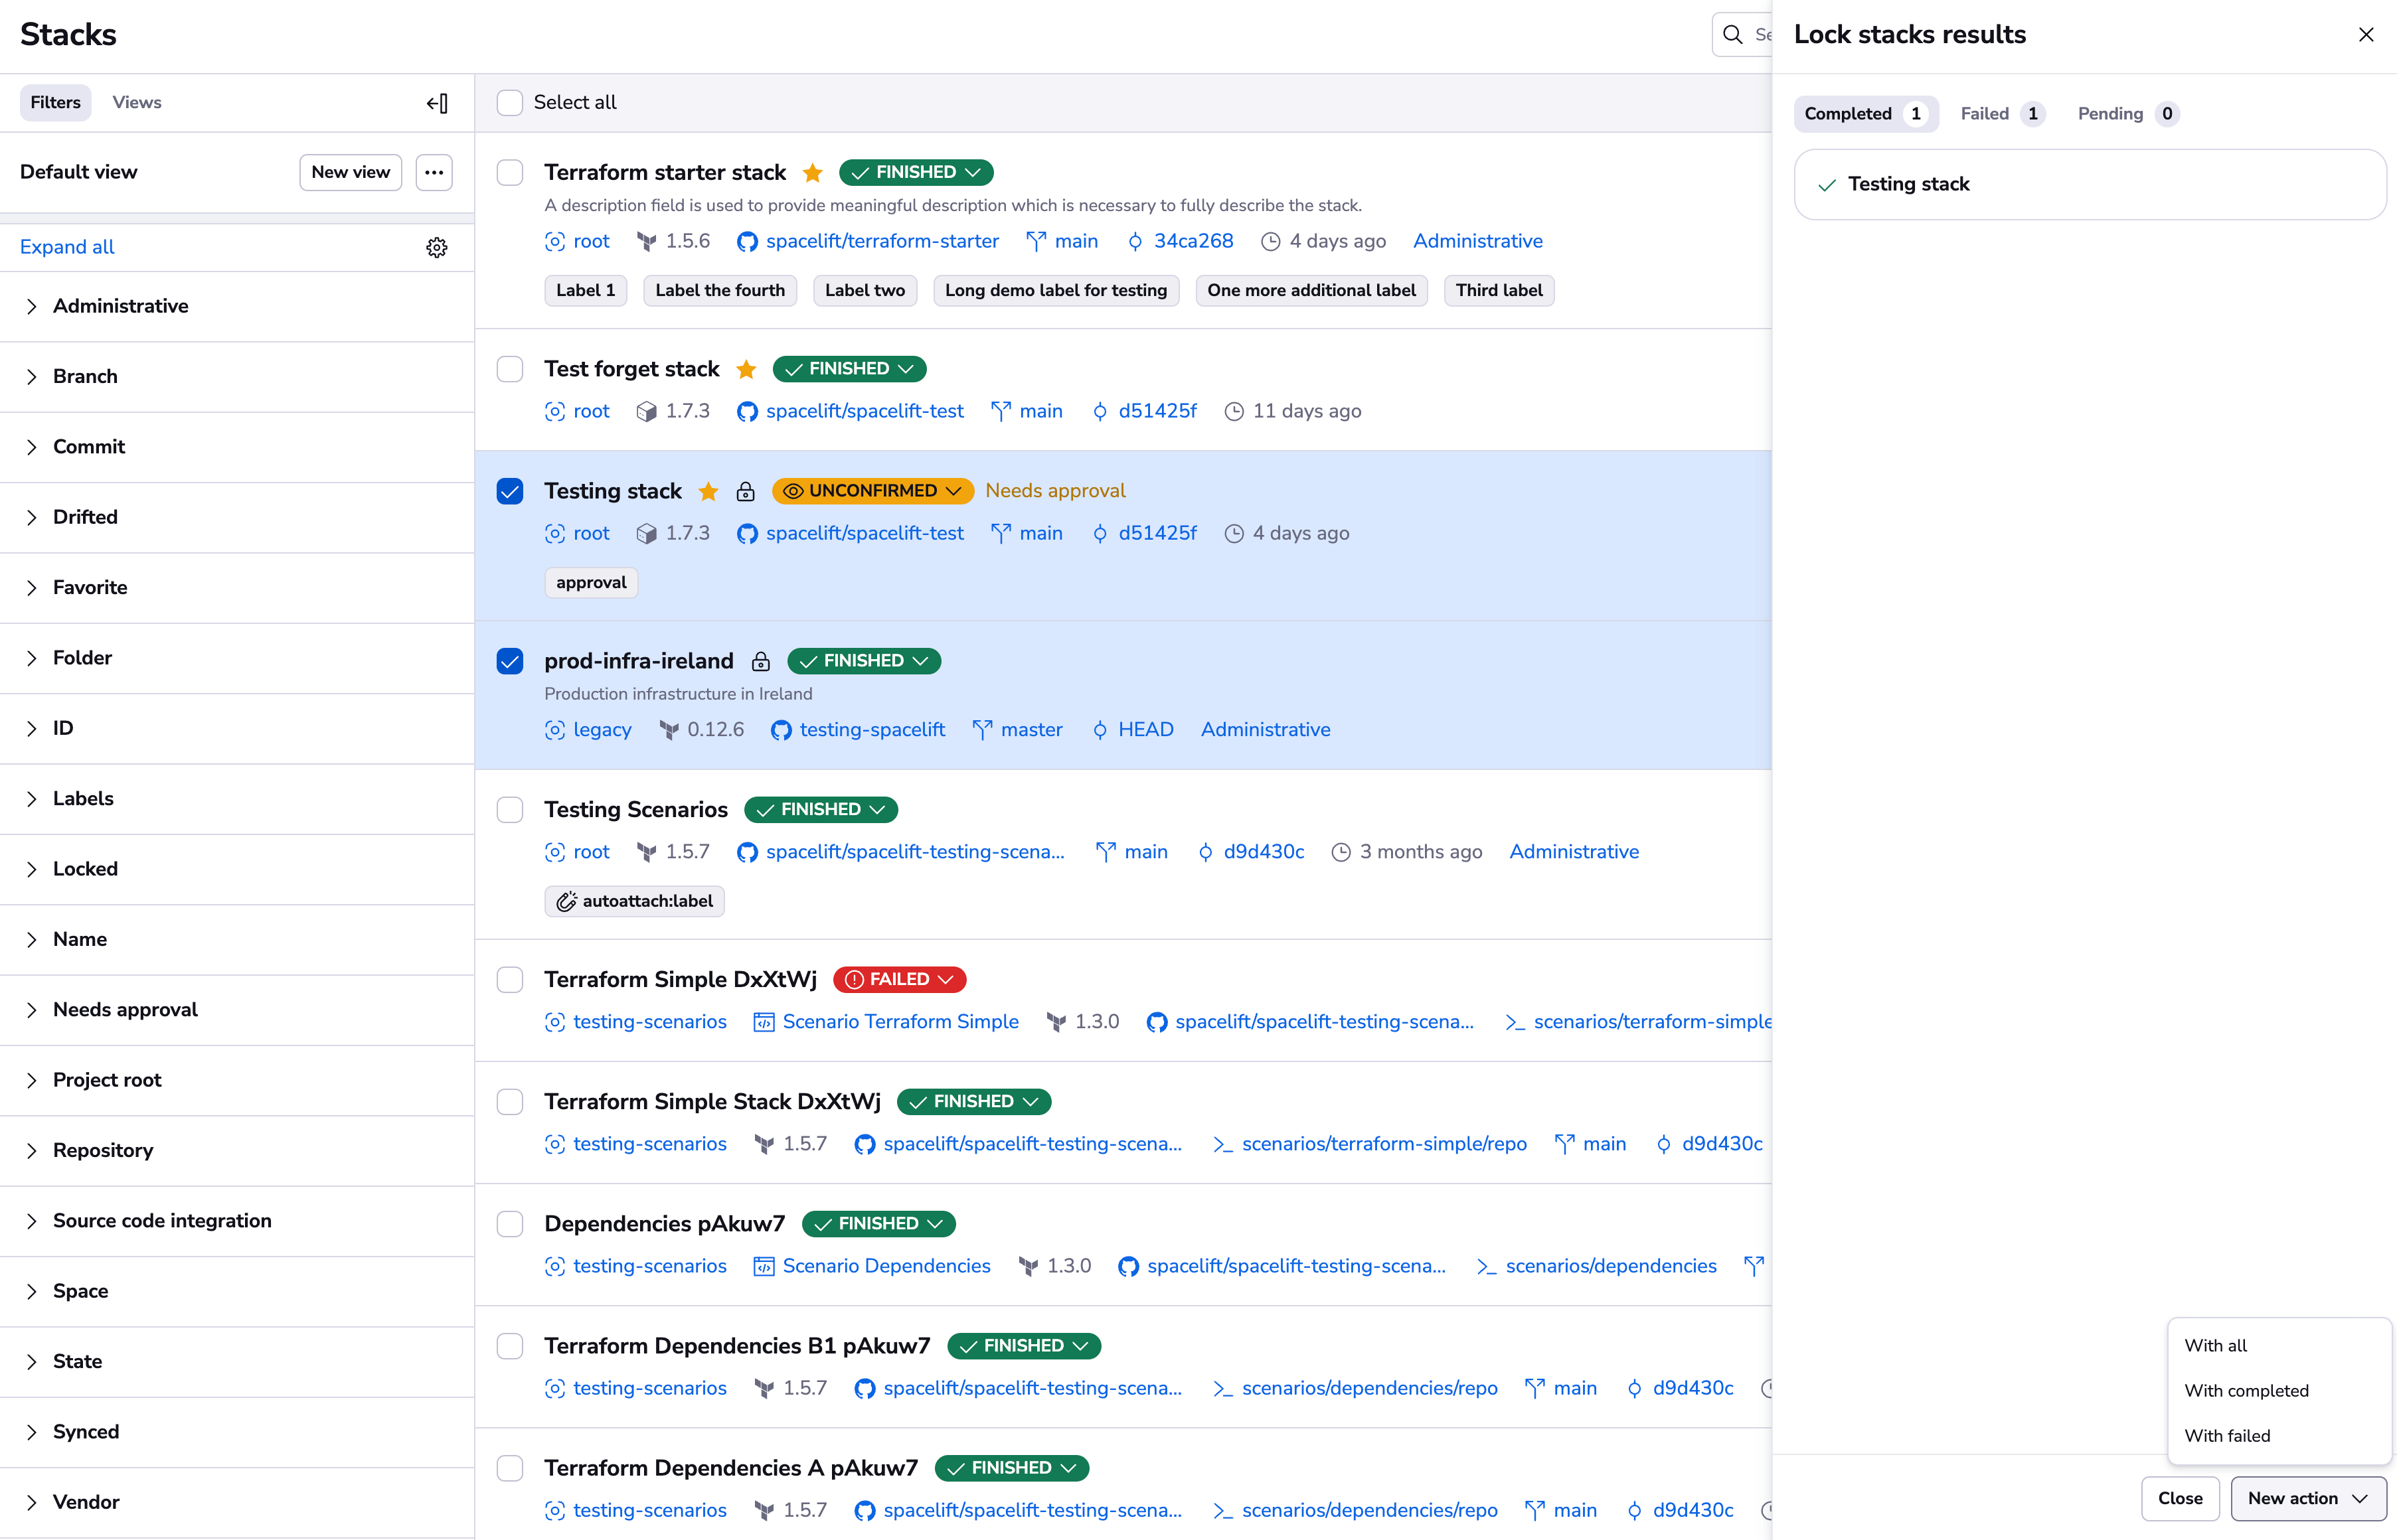 Stacks
Se
Filters Views
Select all
Default view New view
Expand all
Administrative
Branch
Commit
Drifted
Favorite
Folder
ID
Labels
Locked
Name
Needs approval
Project root
Repository
Source code integration
Space
State
Synced
Vendor
Terraform starter stack FINISHED
A description field is used to provide meaningful description which is necessary to fully describe the stack.
root 1.5.6 spacelift/terraform-starter main 34ca268 4 days ago Administrative
Label 1 Label the fourth Label two Long demo label for testing One more additional label Third label
Test forget stack FINISHED
root 1.7.3 spacelift/spacelift-test main d51425f 11 days ago
Testing stack UNCONFIRMED Needs approval
root 1.7.3 spacelift/spacelift-test main d51425f 4 days ago
approval
prod-infra-ireland FINISHED
Production infrastructure in Ireland
legacy 0.12.6 testing-spacelift master HEAD Administrative
Testing Scenarios FINISHED
root 1.5.7 spacelift/spacelift-testing-scena... main d9d430c 3 months ago Administrative
autoattach:label
Terraform Simple DxXtWj FAILED
testing-scenarios Scenario Terraform Simple 1.3.0 spacelift/spacelift-testing-scena... scenarios/terraform-simple
Terraform Simple Stack DxXtWj FINISHED
testing-scenarios 1.5.7 spacelift/spacelift-testing-scena... scenarios/terraform-simple/repo main d9d430c
Dependencies pAkuw7 FINISHED
testing-scenarios Scenario Dependencies 1.3.0 spacelift/spacelift-testing-scena... scenarios/dependencies
Terraform Dependencies B1 pAkuw7 FINISHED
testing-scenarios 1.5.7 spacelift/spacelift-testing-scena... scenarios/dependencies/repo main d9d430c
Terraform Dependencies A pAkuw7 FINISHED
testing-scenarios 1.5.7 spacelift/spacelift-testing-scena... scenarios/dependencies/repo main d9d430c
Lock stacks results
Completed 1 Failed 1 Pending 0
Testing stack
With all
With completed
With failed
Close New action